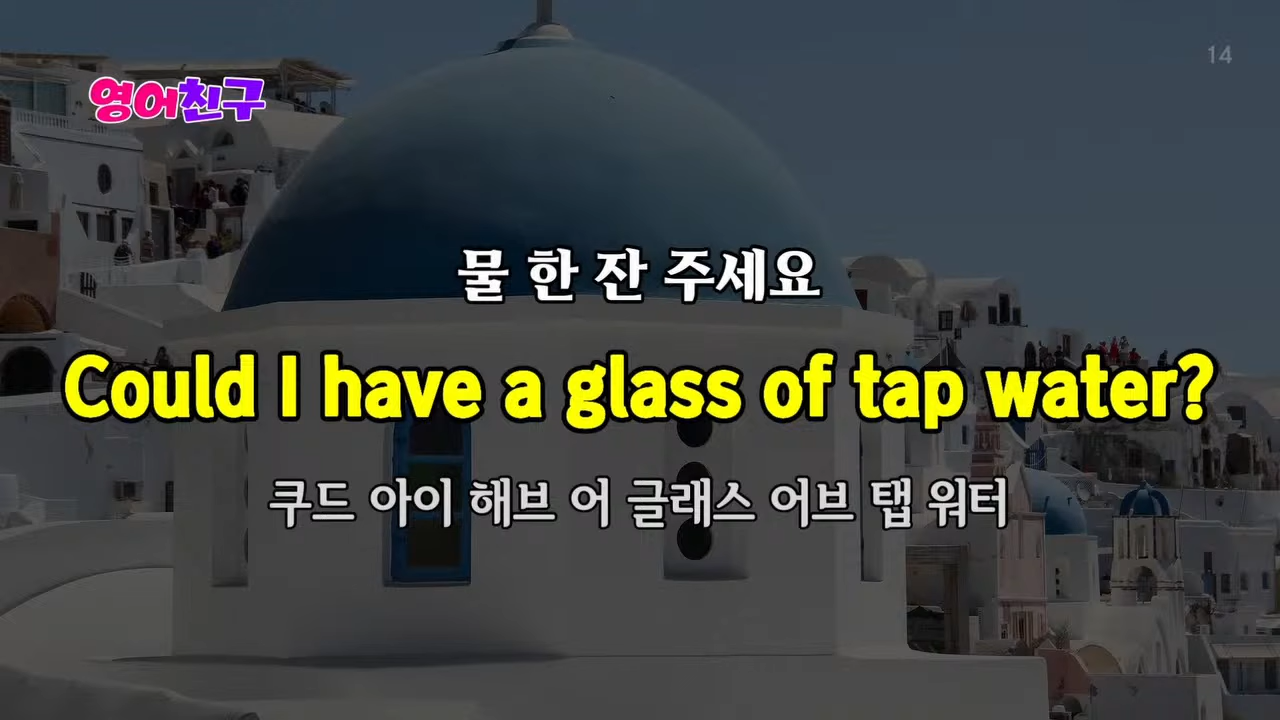 14
영어친구
물 한 잔 주세요
Could I have a glass of tap water?
쿠드 아이 해브 어 글래스 어브 탭 워터